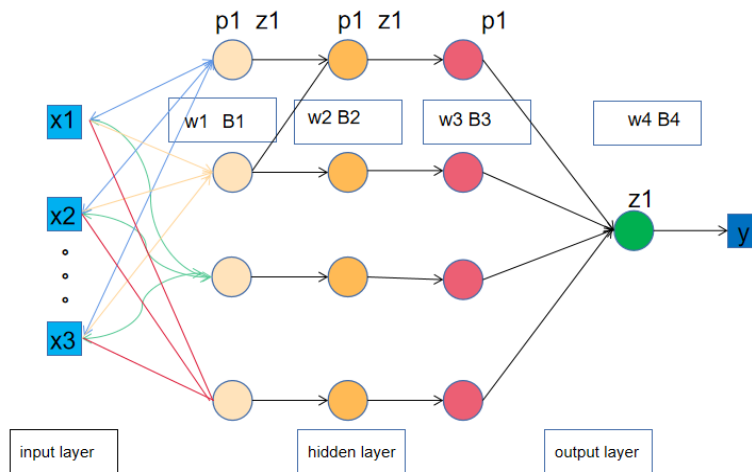 p1 z1 p1 z1 p1
x1
w1 B1
w2 B2
w3 B3
w4 B4
x2
z1
y
x3
input layer
hidden layer
output layer